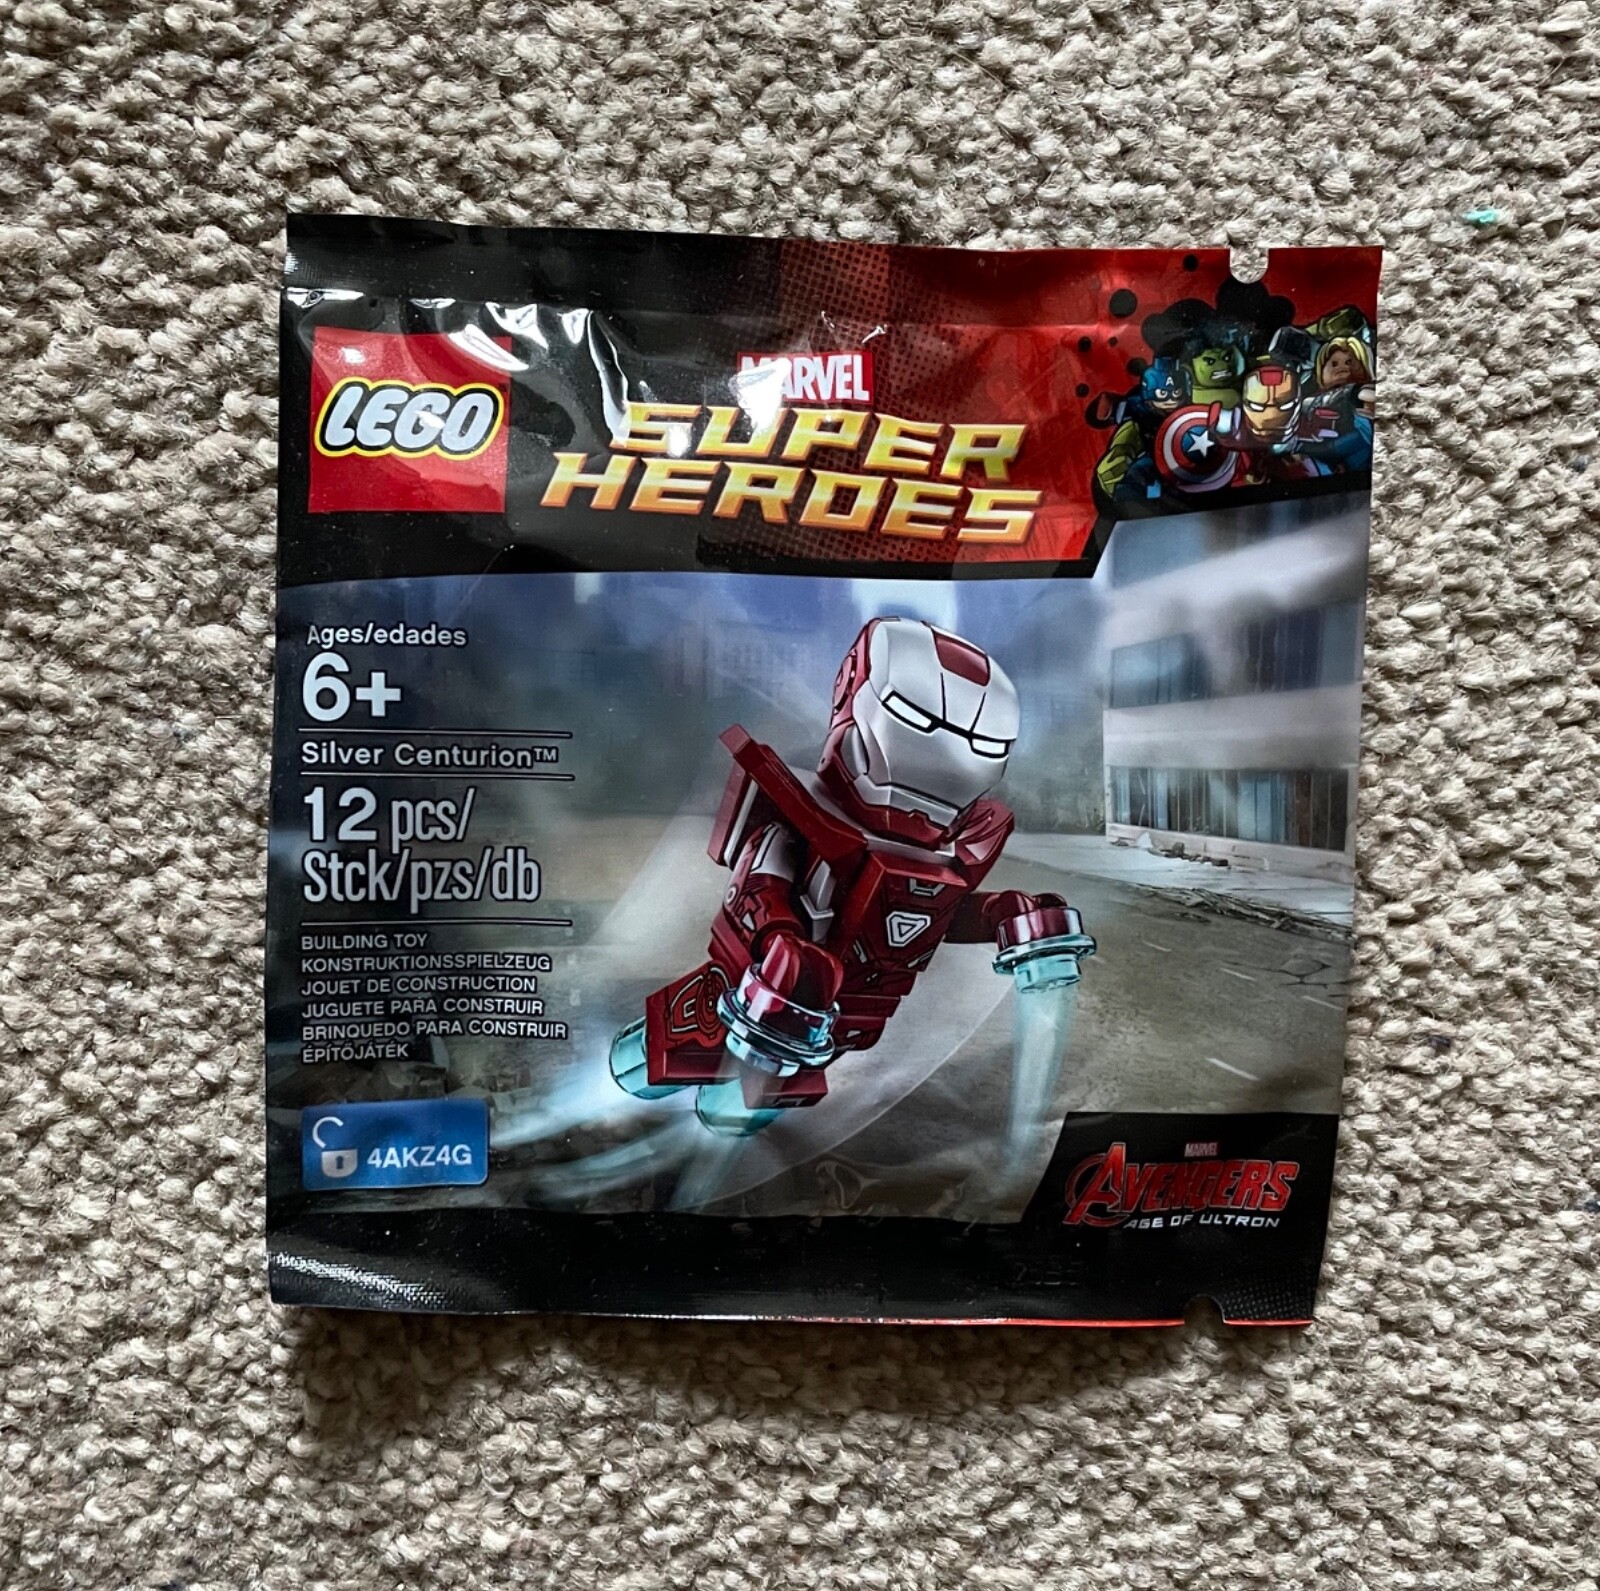 LEGO
MARVEL
SUPER
HEROES
Ages/edades
6+
Silver Centurion™
12 pcs/
Stck/pzs/db
BUILDING TOY
KONSTRUKTIONSSPIELZEUG
JOUET DE CONSTRUCTION
JUGUETE PARA CONSTRUIR
BRINQUEDO PARA CONSTRUIR
ÉPÍTŐJÁTÉK
4AKZ4G
MARVEL
AVENGERS
AGE OF ULTRON